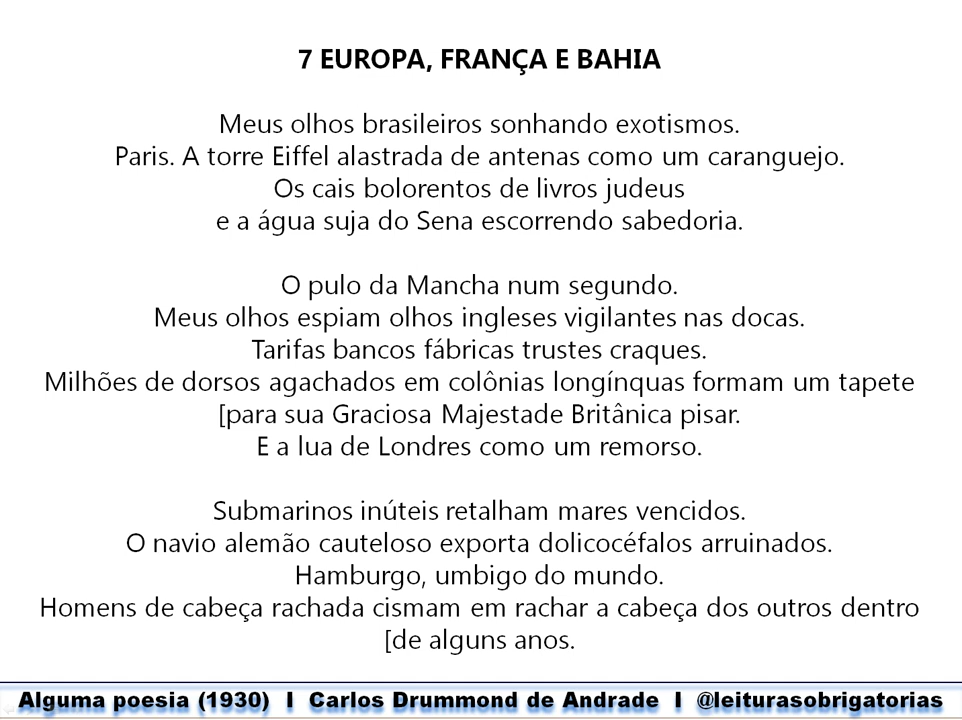 7 EUROPA, FRANÇA E BAHIA
Meus olhos brasileiros sonhando exotismos.
Paris. A torre Eiffel alastrada de antenas como um caranguejo.
Os cais bolorentos de livros judeus
e a água suja do Sena escorrendo sabedoria.
O pulo da Mancha num segundo.
Meus olhos espiam olhos ingleses vigilantes nas docas.
Tarifas bancos fábricas trustes craques.
Milhões de dorsos agachados em colônias longínquas formam um tapete
[para sua Graciosa Majestade Britânica pisar.
E a lua de Londres como um remorso.
Submarinos inúteis retalham mares vencidos.
O navio alemão cauteloso exporta dolicocéfalos arruinados.
Hamburgo, umbigo do mundo.
Homens de cabeça rachada cismam em rachar a cabeça dos outros dentro
[de alguns anos.
Alguma poesia (1930) I Carlos Drummond de Andrade I @leiturasobrigatorias